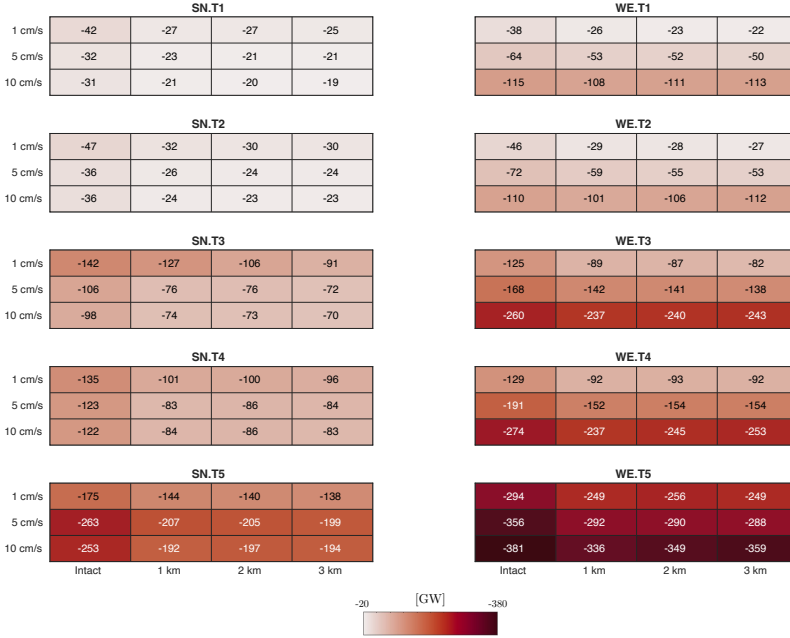 SN.T1 WE.T1
1 cm/s -42 -27 -27 -25 -38 -26 -23 -22
5 cm/s -32 -23 -21 -21 -64 -53 -52 -50
10 cm/s -31 -21 -20 -19 -115 -108 -111 -113
SN.T2 WE.T2
1 cm/s -47 -32 -30 -30 -46 -29 -28 -27
5 cm/s -36 -26 -24 -24 -72 -59 -55 -53
10 cm/s -36 -24 -23 -23 -110 -101 -106 -112
SN.T3 WE.T3
1 cm/s -142 -127 -106 -91 -125 -89 -87 -82
5 cm/s -106 -76 -76 -72 -168 -142 -141 -138
10 cm/s -98 -74 -73 -70 -260 -237 -240 -243
SN.T4 WE.T4
1 cm/s -135 -101 -100 -96 -129 -92 -93 -92
5 cm/s -123 -83 -86 -84 -191 -152 -154 -154
10 cm/s -122 -84 -86 -83 -274 -237 -245 -253
SN.T5 WE.T5
1 cm/s -175 -144 -140 -138 -294 -249 -256 -249
5 cm/s -263 -207 -205 -199 -356 -292 -290 -288
10 cm/s -253 -192 -197 -194 -381 -336 -349 -359
Intact 1 km 2 km 3 km Intact 1 km 2 km 3 km
-20 [GW] -380